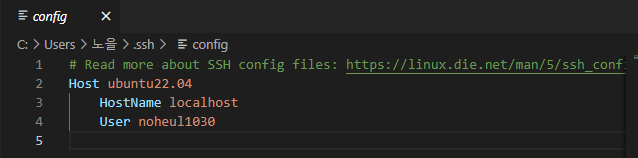 config ×
C: > Users > 노을 > .ssh > config
1 # Read more about SSH config files: https://linux.die.net/man/5/ssh_conf
2 Host ubuntu22.04
3 HostName localhost
4 User noheul1030
5